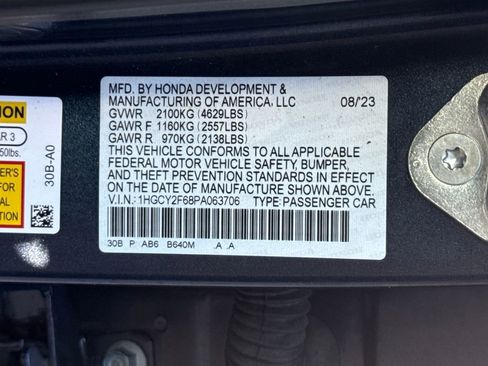 MFD. BY HONDA DEVELOPMENT &
MANUFACTURING OF AMERICA, LLC 08/'23
GVWR 2100KG (4629LBS)
GAWR F 1160KG (2557LBS)
GAWR R 970KG (2138LBS)
THIS VEHICLE CONFORMS TO ALL APPLICABLE
FEDERAL MOTOR VEHICLE SAFETY, BUMPER,
AND THEFT PREVENTION STANDARDS IN EFFECT
ON THE DATE OF MANUFACTURE SHOWN ABOVE.
V.I.N.: 1HGCY2F68PA063706 TYPE: PASSENGER CAR
30B P AB6 B640M .A .A
30B-A0
R 3
50lbs.